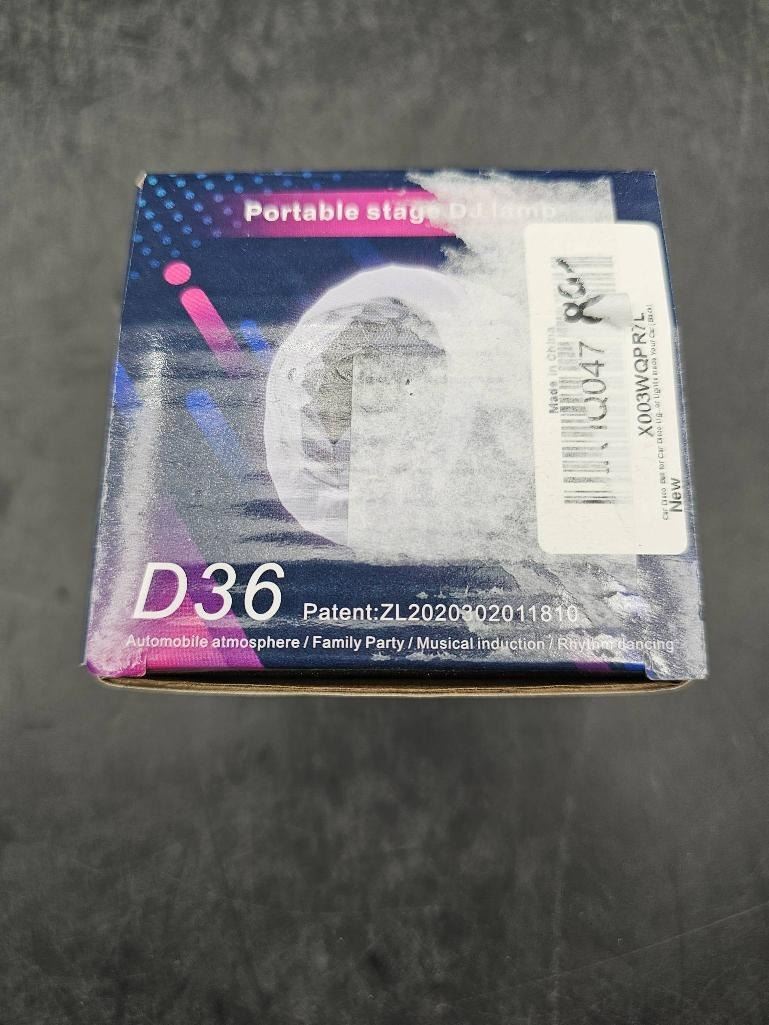 Portable stage DJ lamp
Made in China
Q047
X003WQPR7L
New
D36 Patent:ZL2020302011810
Automobile atmosphere / Family Party / Musical induction / Rhythm dancing